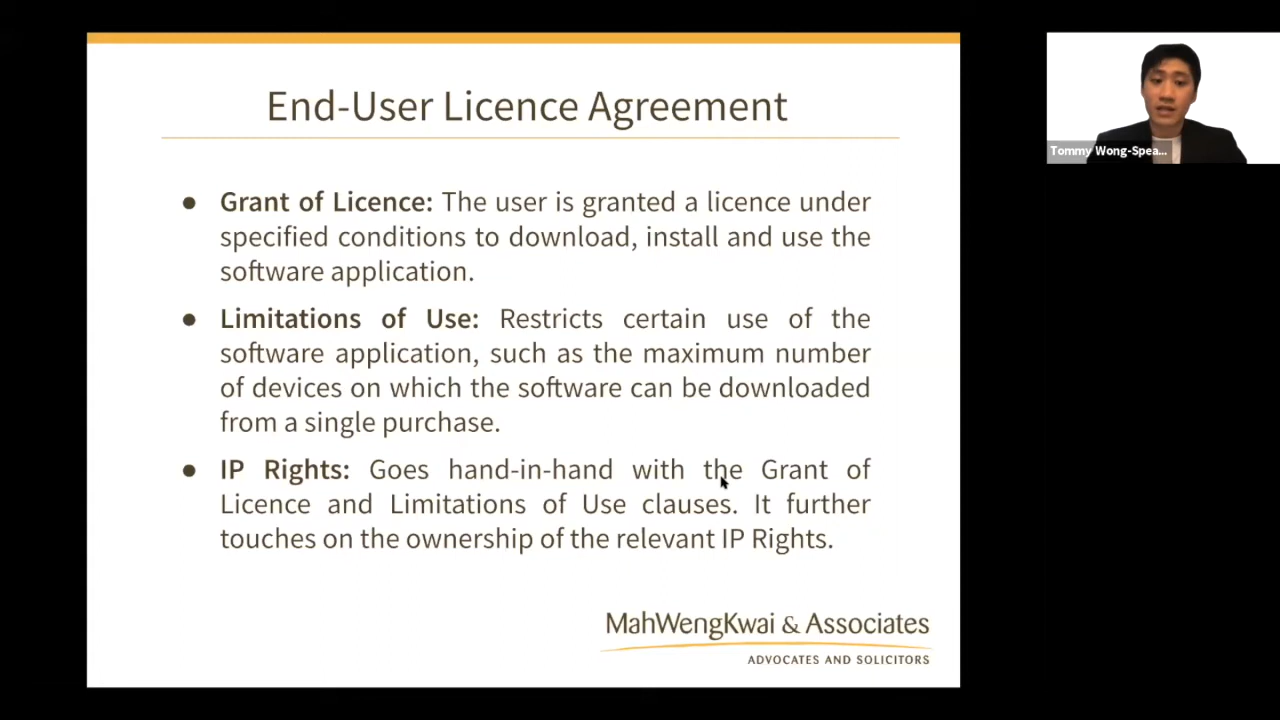 End-User Licence Agreement
● Grant of Licence: The user is granted a licence under
specified conditions to download, install and use the
software application.
● Limitations of Use: Restricts certain use of the
software application, such as the maximum number
of devices on which the software can be downloaded
from a single purchase.
● IP Rights: Goes hand-in-hand with the Grant of
Licence and Limitations of Use clauses. It further
touches on the ownership of the relevant IP Rights.
MahWengKwai & Associates
ADVOCATES AND SOLICITORS
Tommy Wong-Spea...